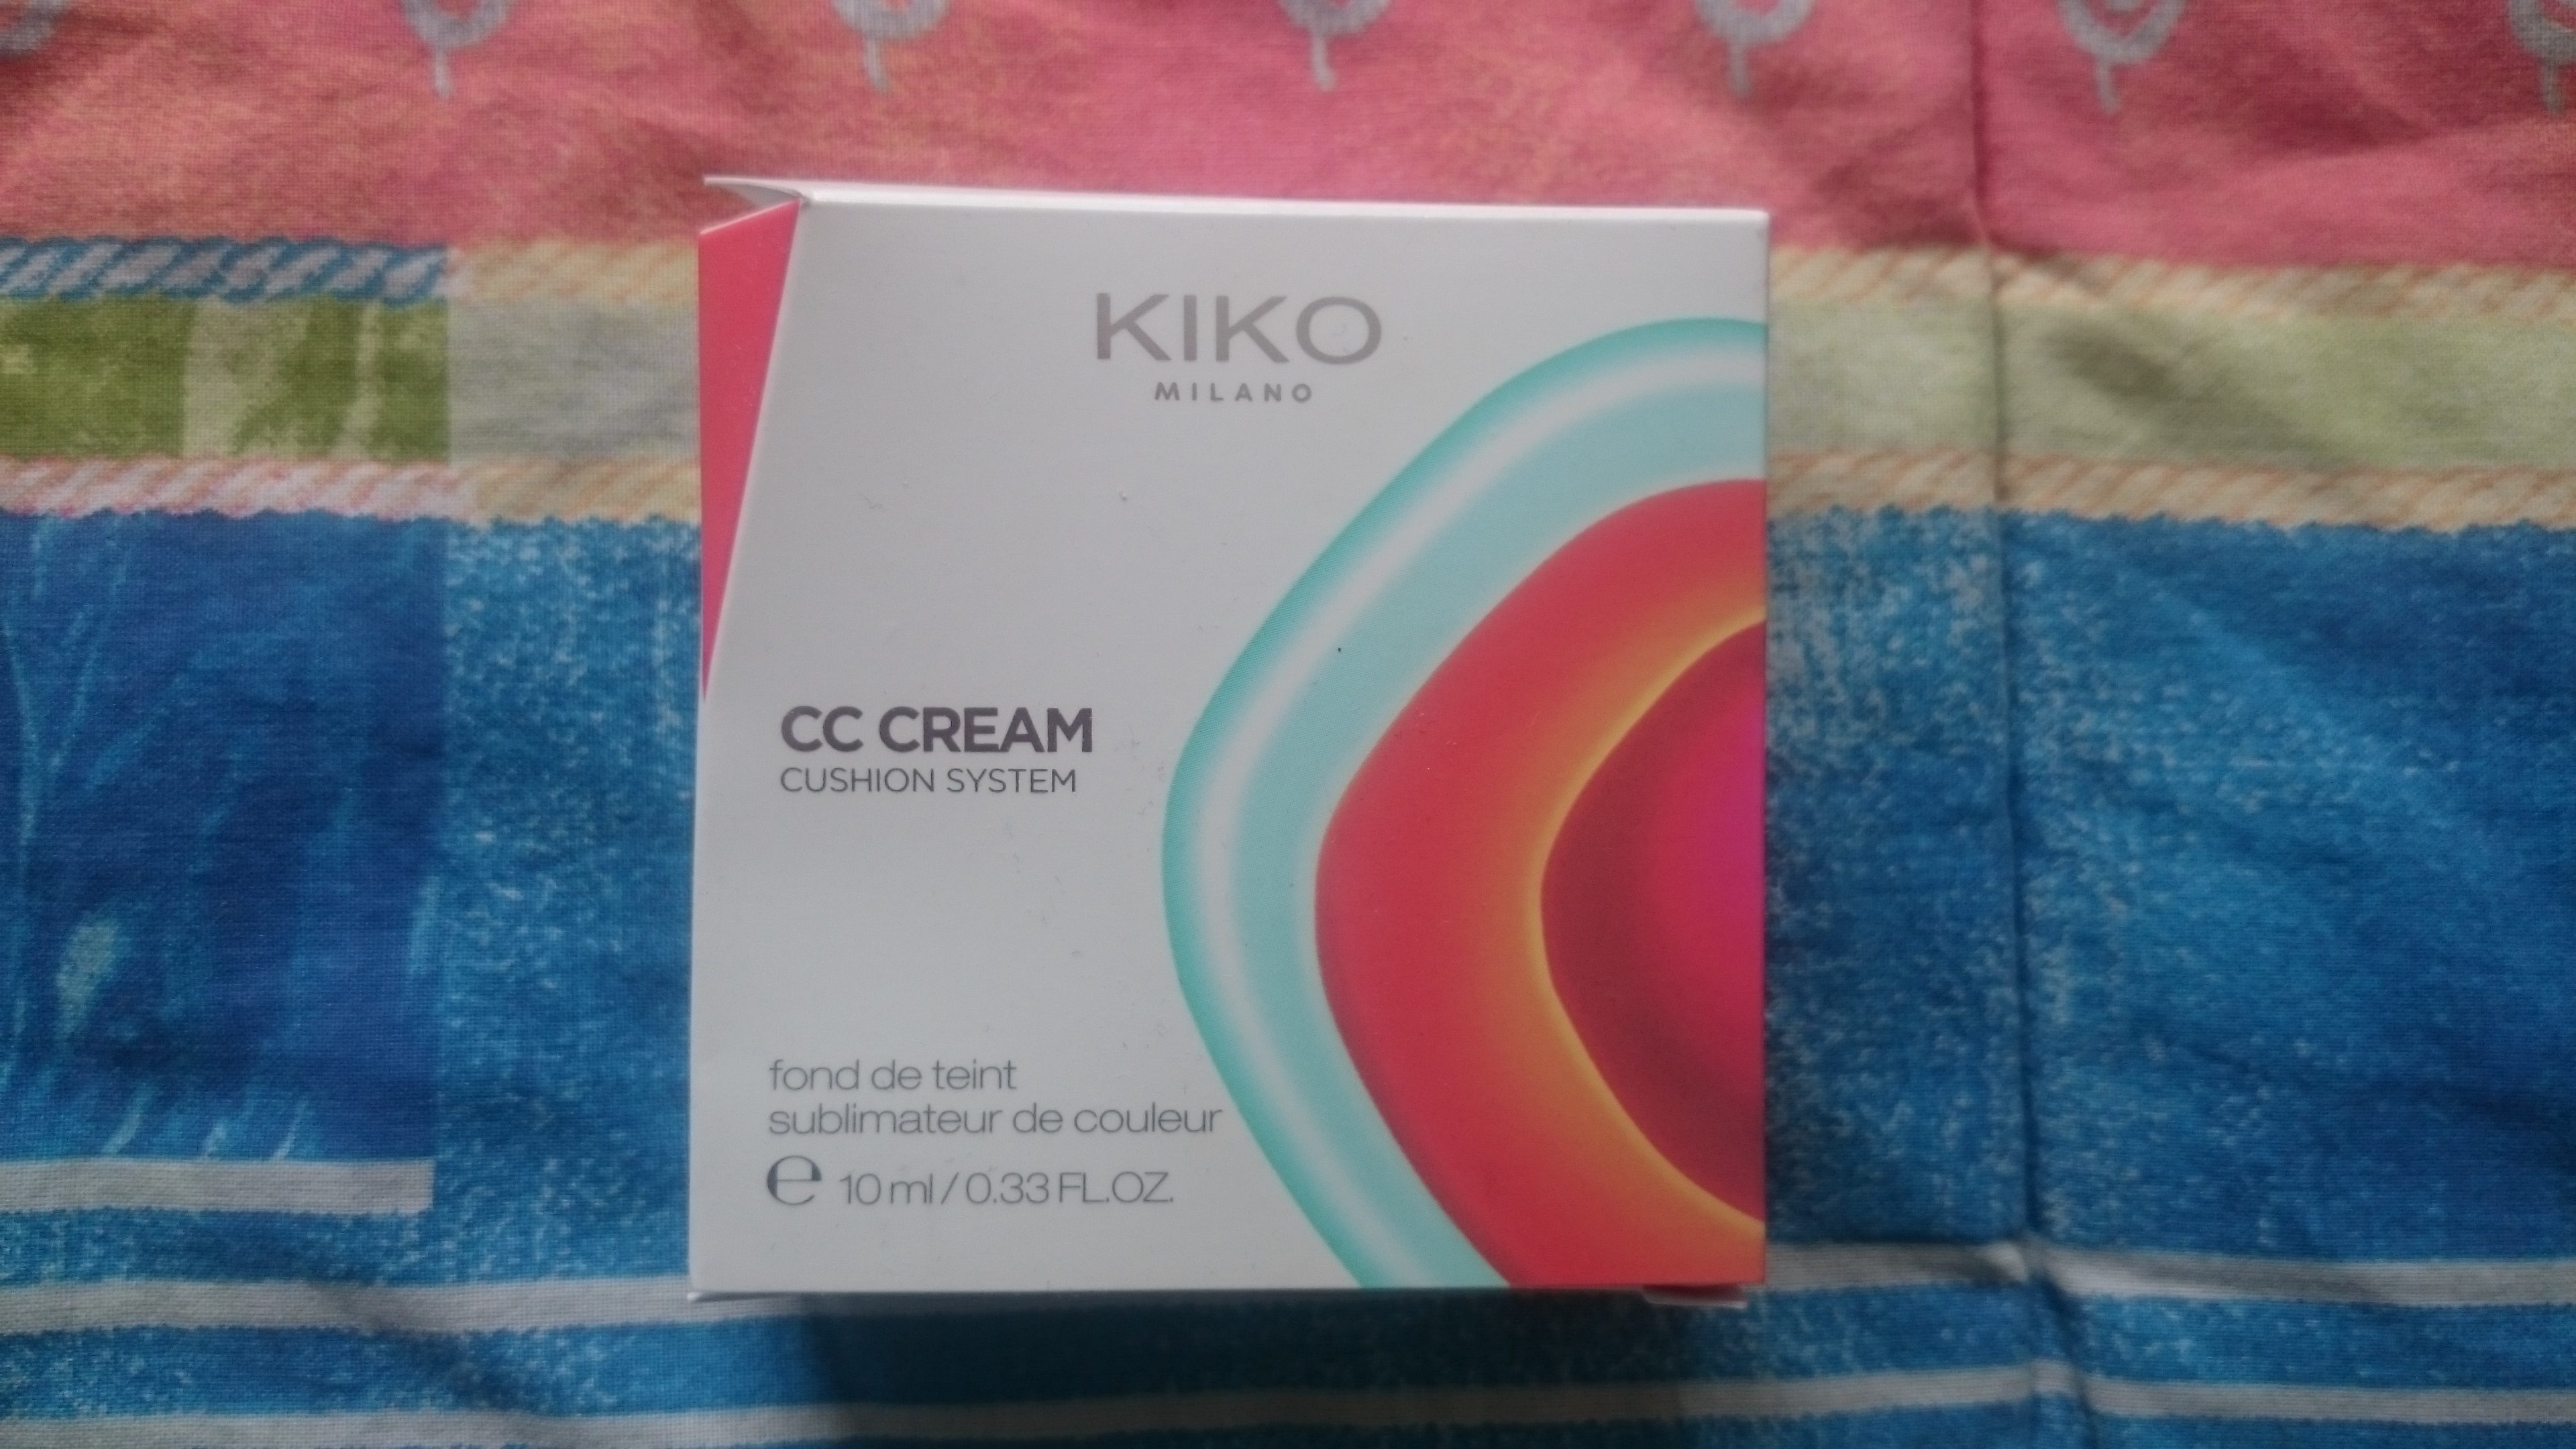 KIKO
MILANO
CC CREAM
CUSHION SYSTEM
fond de teint
sublimateur de couleur
℮ 10 ml / 0.33 FL.OZ.